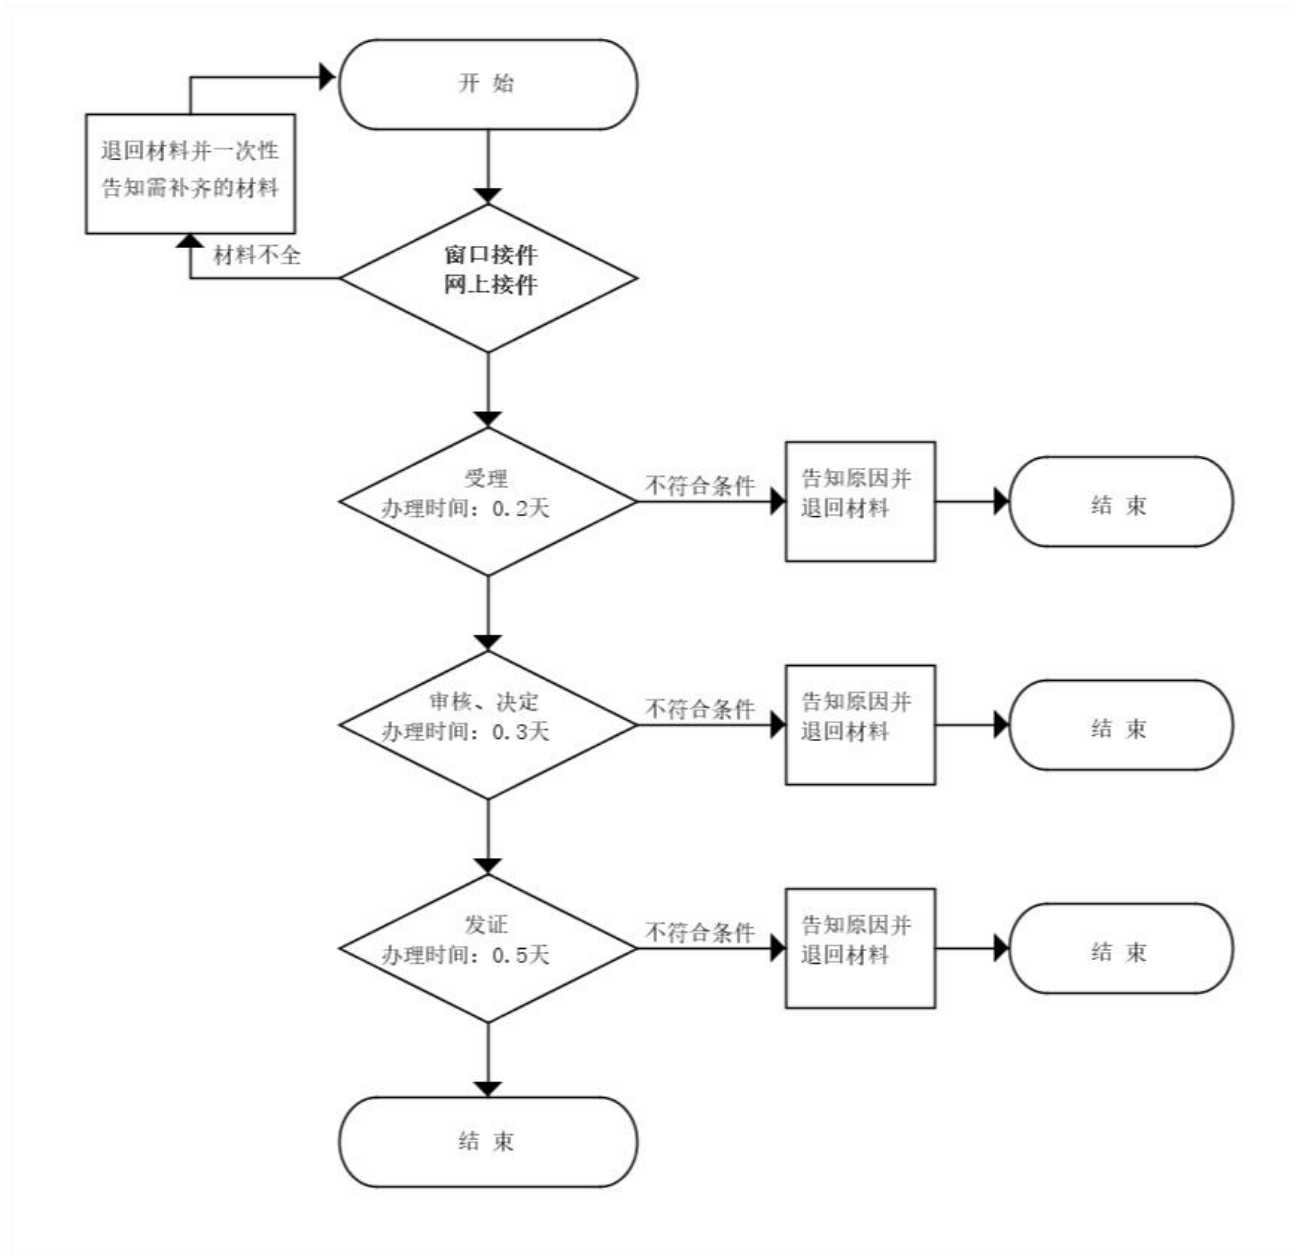 开 始
退回材料并一次性
告知需补齐的材料
材料不全
窗口接件
网上接件
受理
办理时间：0.2天
不符合条件
告知原因并
退回材料
结 束
审核、决定
办理时间：0.3天
不符合条件
告知原因并
退回材料
结 束
发证
办理时间：0.5天
不符合条件
告知原因并
退回材料
结 束
结 束